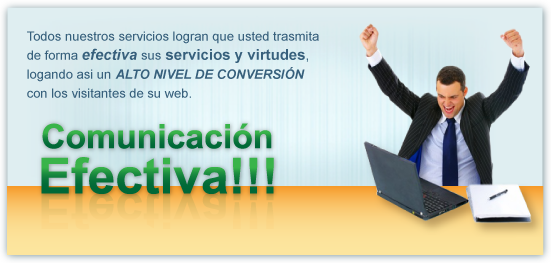 Todos nuestros servicios logran que usted trasmita
de forma efectiva sus servicios y virtudes,
logando asi un ALTO NIVEL DE CONVERSIÓN
con los visitantes de su web.
Comunicación
Efectiva!!!